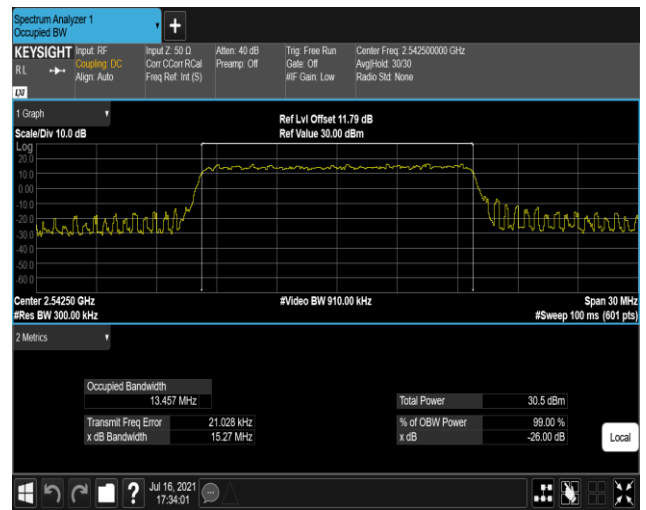 Spectrum Analyzer 1
Occupied BW
+
KEYSIGHT Input: RF Input Z: 50 Ω Atten: 40 dB Trig: Free Run Center Freq: 2.542500000 GHz
R L Coupling: DC Corr CCorr RCal Preamp: Off Gate: Off Avg|Hold: 30/30
Align: Auto Freq Ref: Int (S) #IF Gain: Low Radio Std: None
LXI
1 Graph
Ref Lvl Offset 11.79 dB
Scale/Div 10.0 dB Ref Value 30.00 dBm
Log
20.0
10.0
0.00
-10.0
-20.0
-30.0
-40.0
-50.0
-60.0
Center 2.54250 GHz #Video BW 910.00 kHz Span 30 MHz
#Res BW 300.00 kHz #Sweep 100 ms (601 pts)
2 Metrics
Occupied Bandwidth
13.457 MHz Total Power 30.5 dBm
Transmit Freq Error 21.028 kHz % of OBW Power 99.00 %
x dB Bandwidth 15.27 MHz x dB -26.00 dB
Local
? Jul 16, 2021
17:34:01